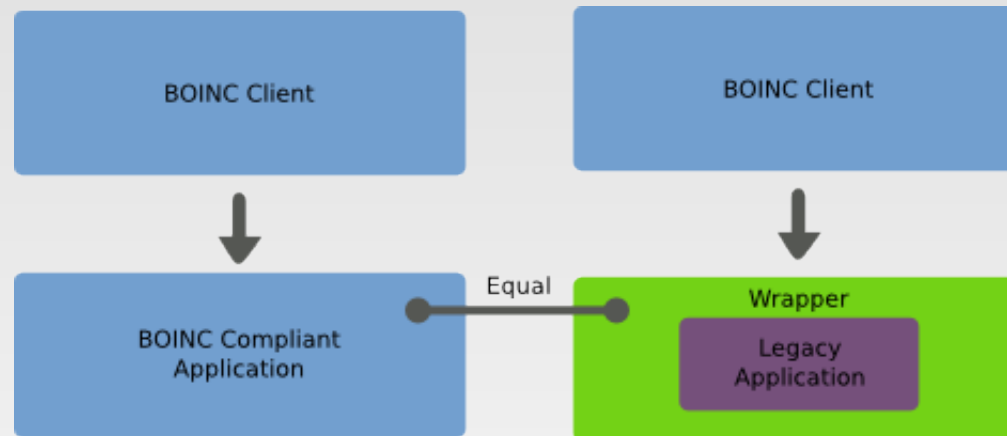 BOINC Client
BOINC Client
Equal
BOINC Compliant
Application
Wrapper
Legacy
Application